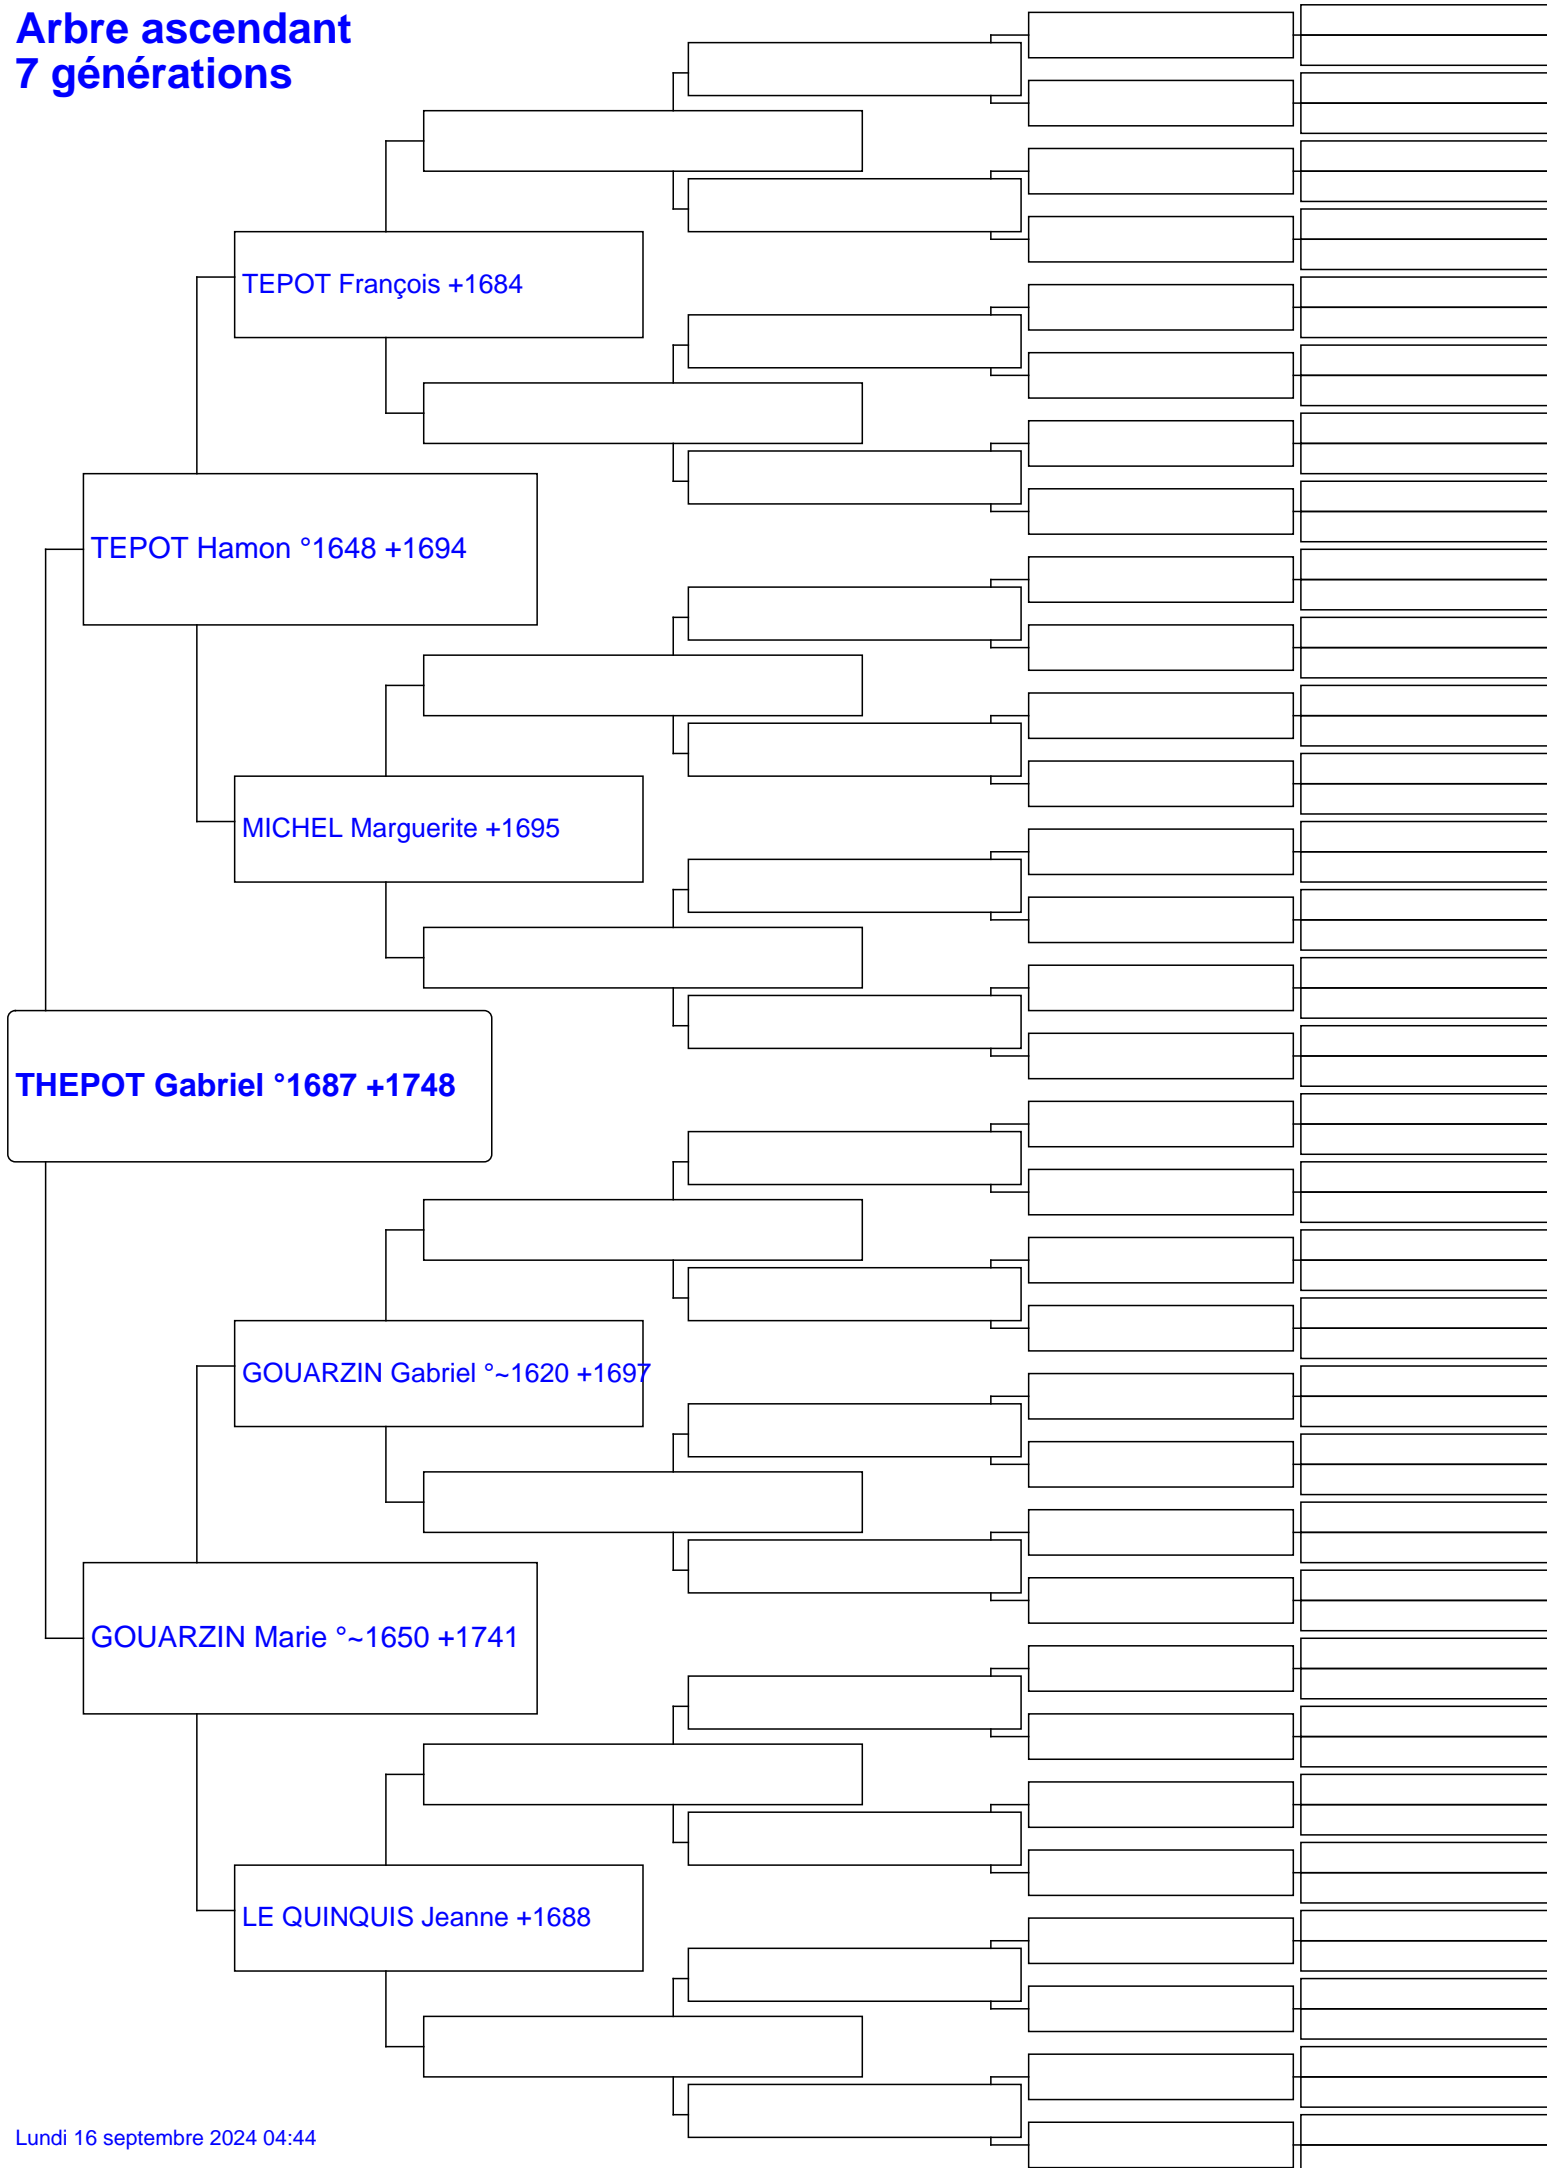 Arbre ascendant
7 générations
TEPOT François +1684
TEPOT Hamon °1648 +1694
MICHEL Marguerite +1695
THEPOT Gabriel °1687 +1748
GOUARZIN Gabriel °~1620 +1697
GOUARZIN Marie °~1650 +1741
LE QUINQUIS Jeanne +1688
Lundi 16 septembre 2024 04:44